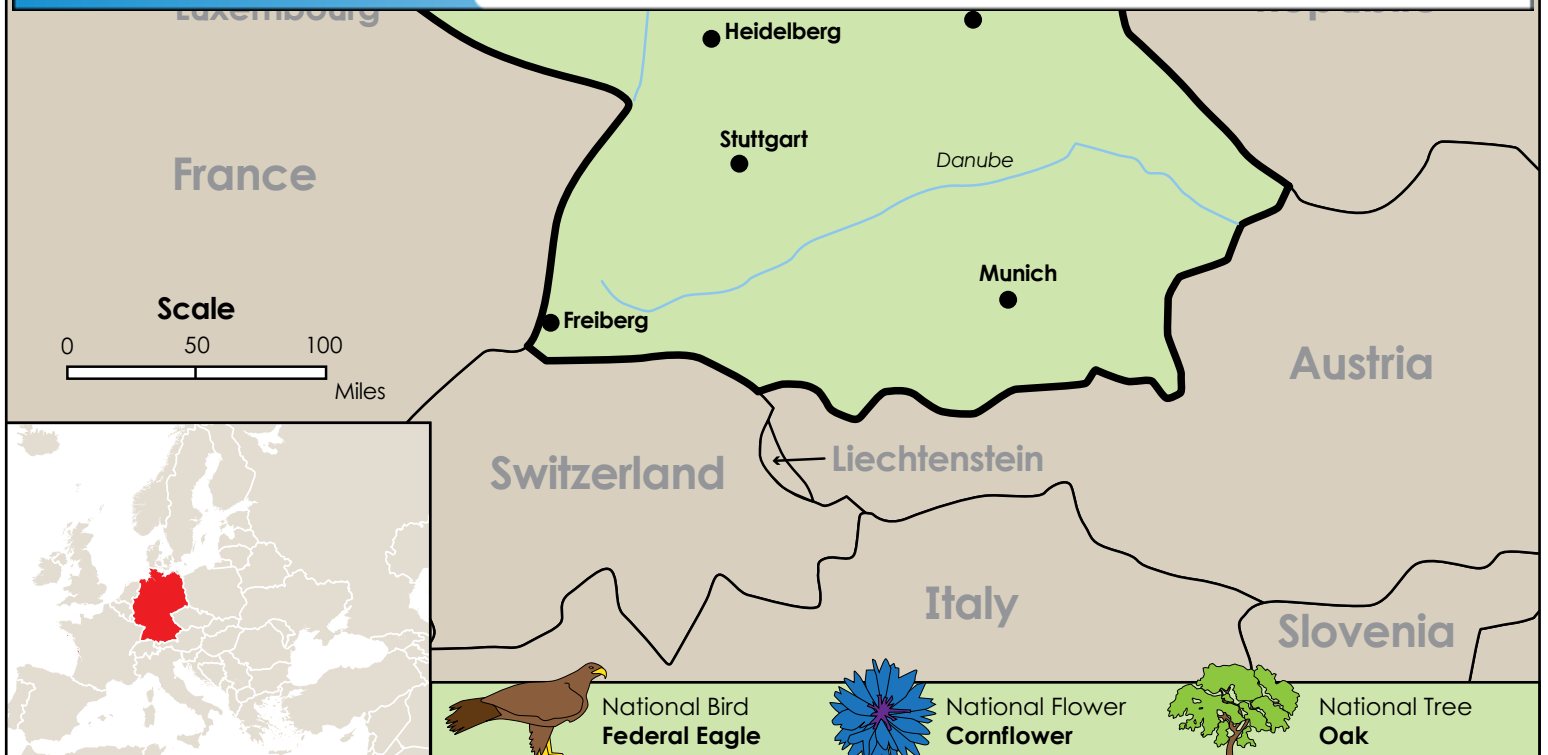 Luxembourg
Heidelberg
Stuttgart
Danube
France
Munich
Scale
0 50 100
Miles
Freiberg
Austria
Switzerland
Liechtenstein
Italy
Slovenia
National Bird
Federal Eagle
National Flower
Cornflower
National Tree
Oak